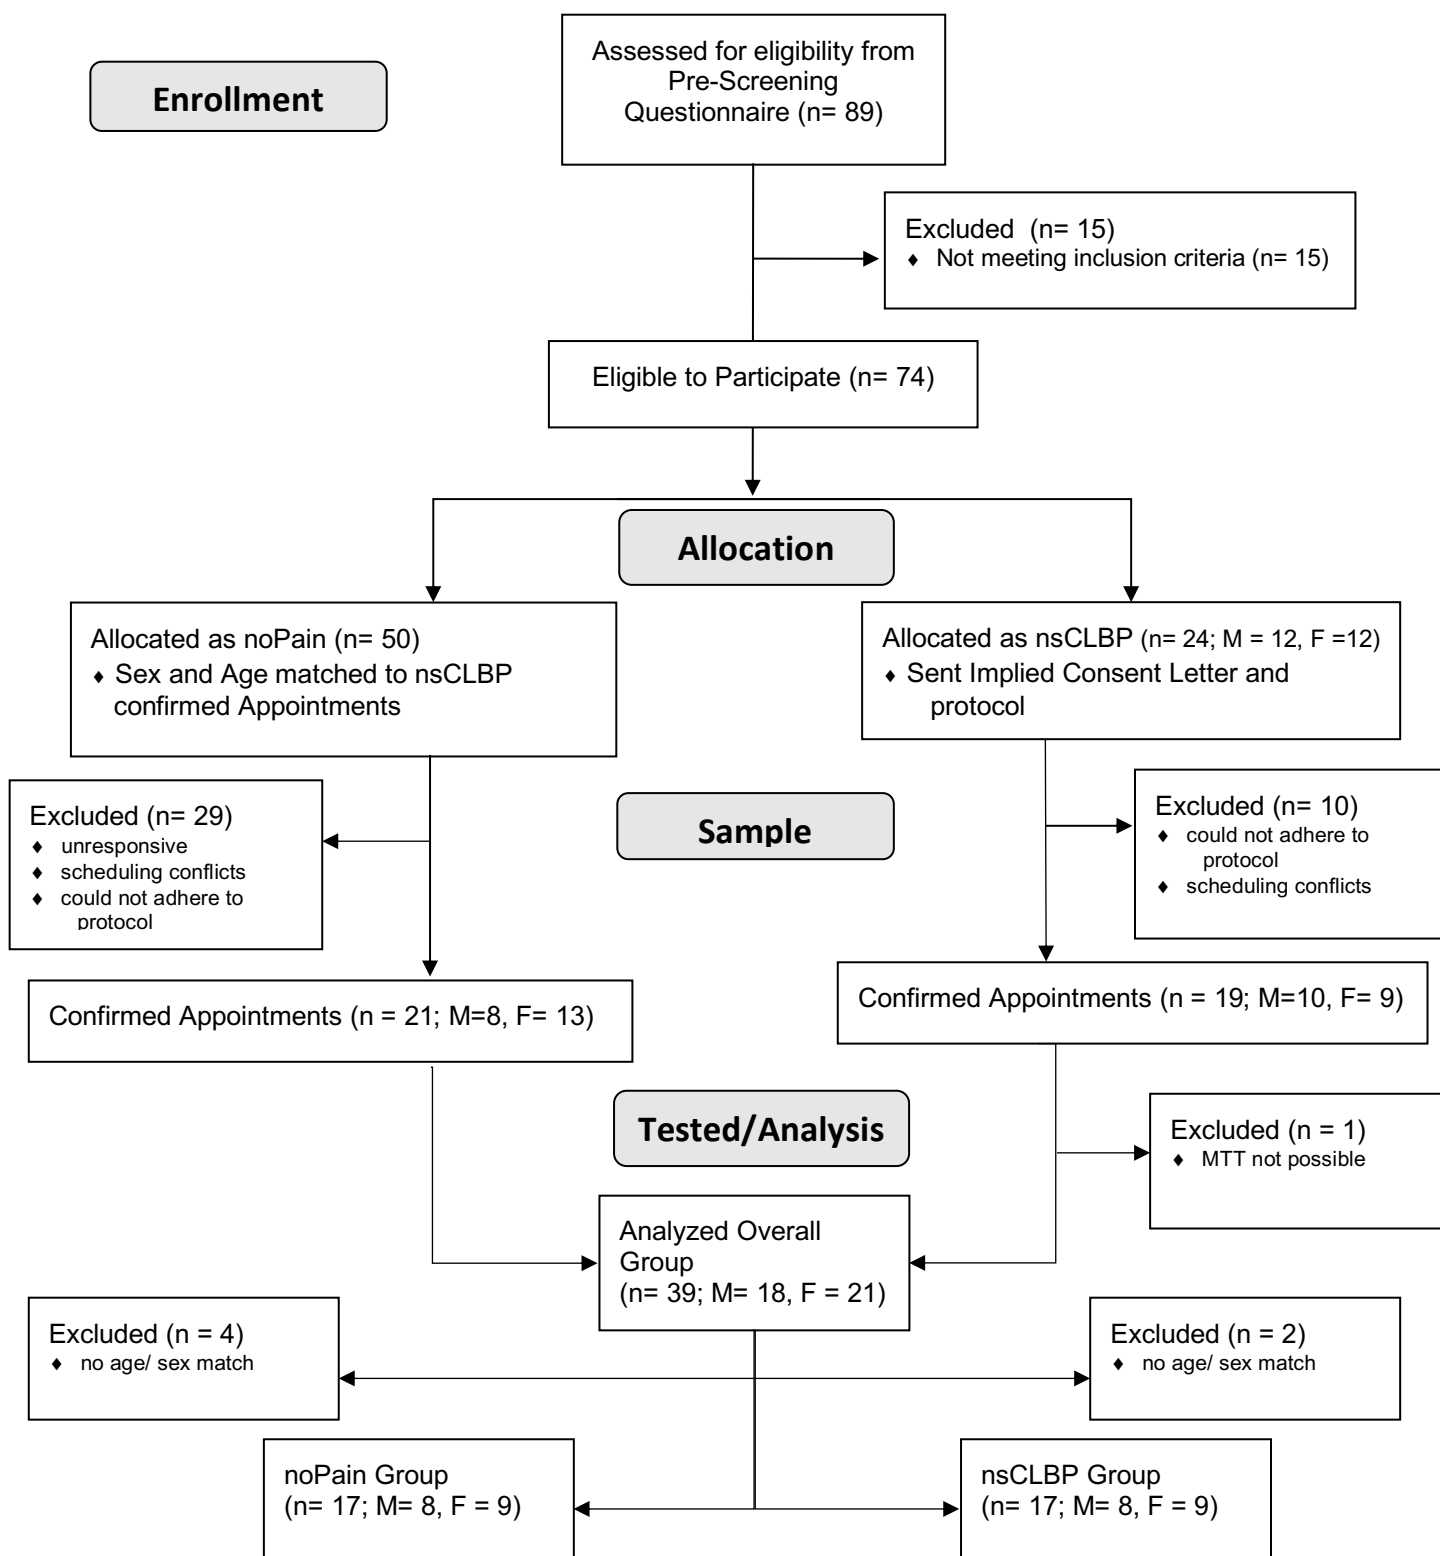 Enrollment
Assessed for eligibility from
Pre-Screening
Questionnaire (n= 89)
Excluded  (n= 15)
♦ Not meeting inclusion criteria (n= 15)
Eligible to Participate (n= 74)
Allocation
Allocated as noPain (n= 50)
♦ Sex and Age matched to nsCLBP
confirmed Appointments
Allocated as nsCLBP (n= 24; M = 12, F =12)
♦ Sent Implied Consent Letter and
protocol
Excluded (n= 29)
♦ unresponsive
♦ scheduling conflicts
♦ could not adhere to
protocol
Sample
Excluded (n= 10)
♦ could not adhere to
protocol
♦ scheduling conflicts
Confirmed Appointments (n = 21; M=8, F= 13)
Confirmed Appointments (n = 19; M=10, F= 9)
Tested/Analysis
Excluded (n = 1)
♦ MTT not possible
Analyzed Overall
Group
(n= 39; M= 18, F = 21)
Excluded (n = 4)
♦ no age/ sex match
Excluded (n = 2)
♦ no age/ sex match
noPain Group
(n= 17; M= 8, F = 9)
nsCLBP Group
(n= 17; M= 8, F = 9)